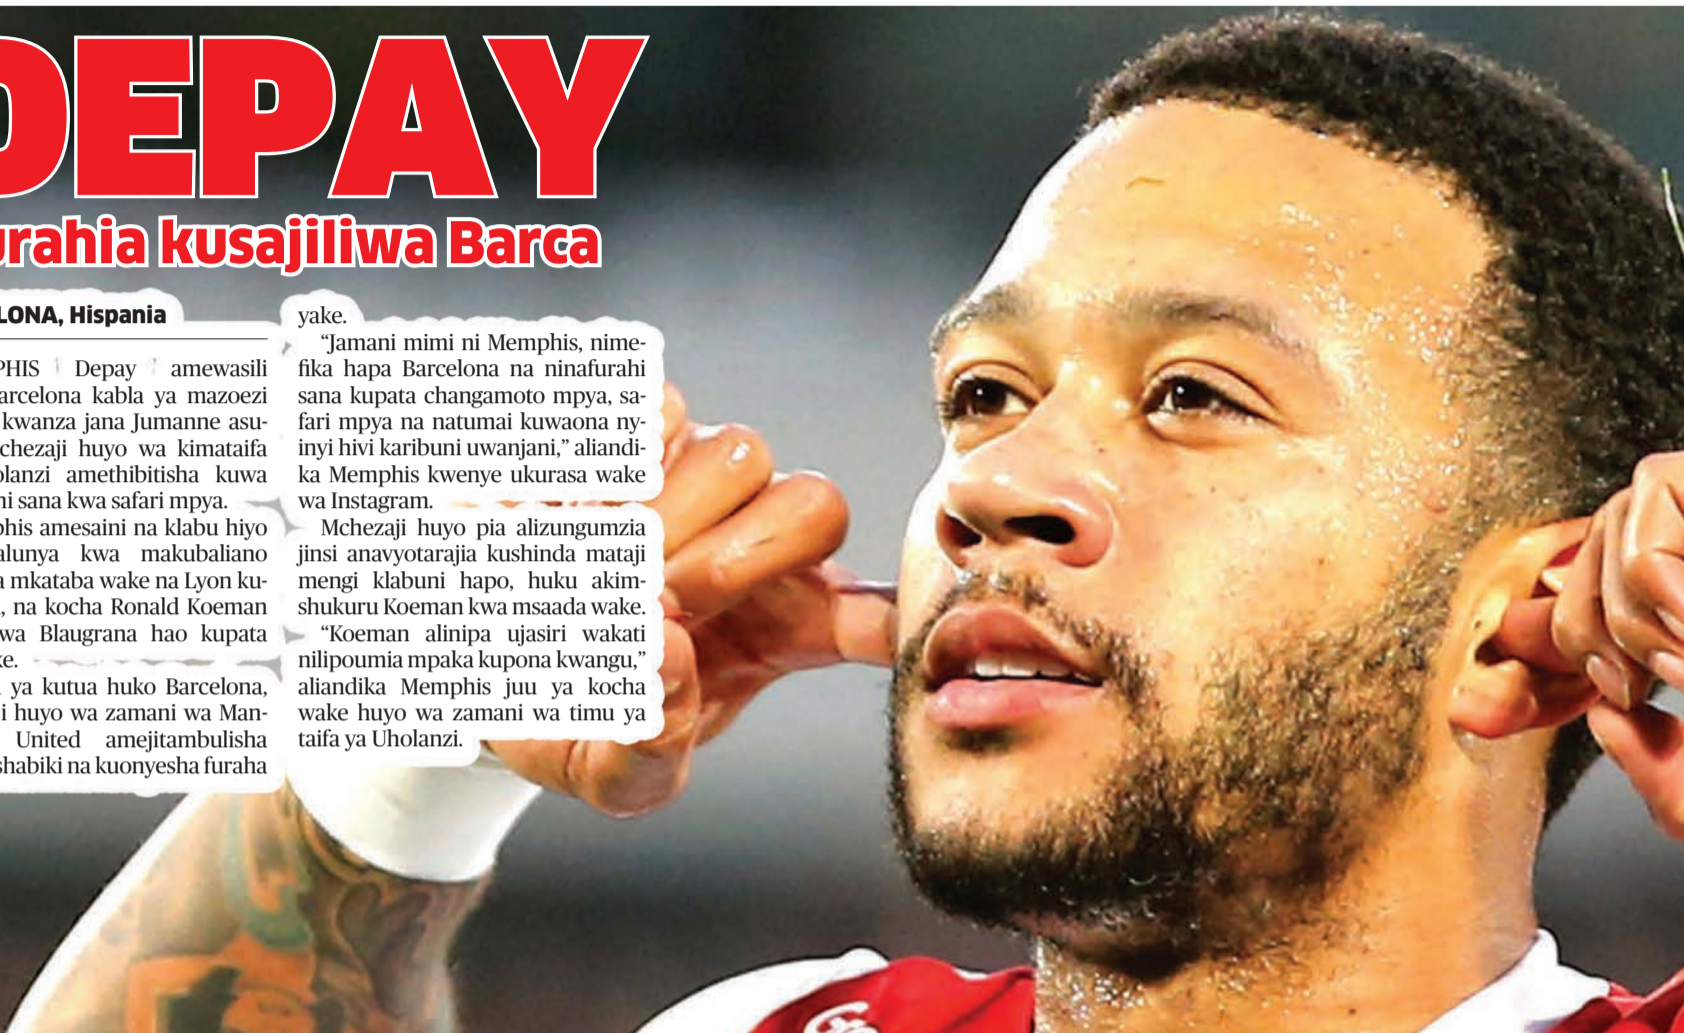 DEPAY
urahia kusajiliwa Barca
LONA, Hispania
PHIS Depay amewasili
arcelona kabla ya mazoezi
kwanza jana Jumanne asu-
chezaji huyo wa kimataifa
olanzi amethibitisha kuwa
ni sana kwa safari mpya.
phis amesaini na klabu hiyo
alunya kwa makubaliano
a mkataba wake na Lyon ku-
, na kocha Ronald Koeman
wa Blaugrana hao kupata
ke.
ya kutua huko Barcelona,
i huyo wa zamani wa Man-
United amejitambulisha
shabiki na kuonyesha furaha
yake.
“Jamani mimi ni Memphis, nime-
fika hapa Barcelona na ninafurahi
sana kupata changamoto mpya, sa-
fari mpya na natumai kuwaona ny-
inyi hivi karibuni uwanjani,” aliandi-
ka Memphis kwenye ukurasa wake
wa Instagram.
Mchezaji huyo pia alizungumzia
jinsi anavyotarajia kushinda mataji
mengi klabuni hapo, huku akim-
shukuru Koeman kwa msaada wake.
“Koeman alinipa ujasiri wakati
nilipoumia mpaka kupona kwangu,”
aliandika Memphis juu ya kocha
wake huyo wa zamani wa timu ya
taifa ya Uholanzi.